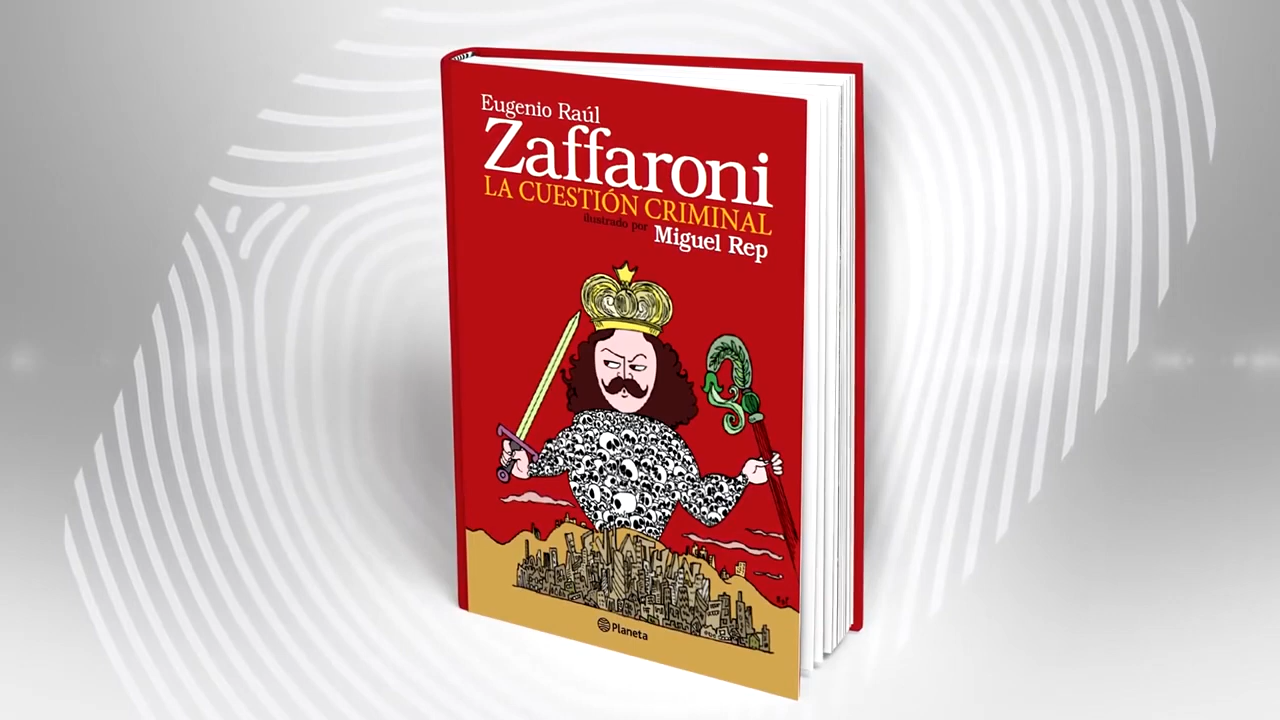 Eugenio Raúl
Zaffaroni
LA CUESTIÓN CRIMINAL
ilustrado por
Miguel Rep
Planeta